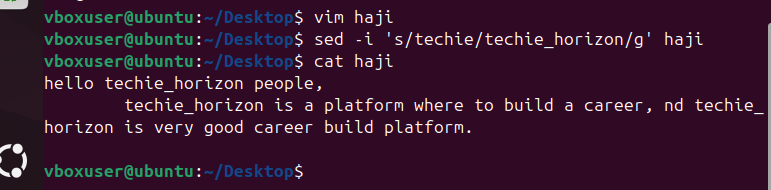 vboxuser@ubuntu:~/Desktop$ vim haji
vboxuser@ubuntu:~/Desktop$ sed -i 's/techie/techie_horizon/g' haji
vboxuser@ubuntu:~/Desktop$ cat haji
hello techie_horizon people,
        techie_horizon is a platform where to build a career, nd techie_
horizon is very good career build platform.
vboxuser@ubuntu:~/Desktop$